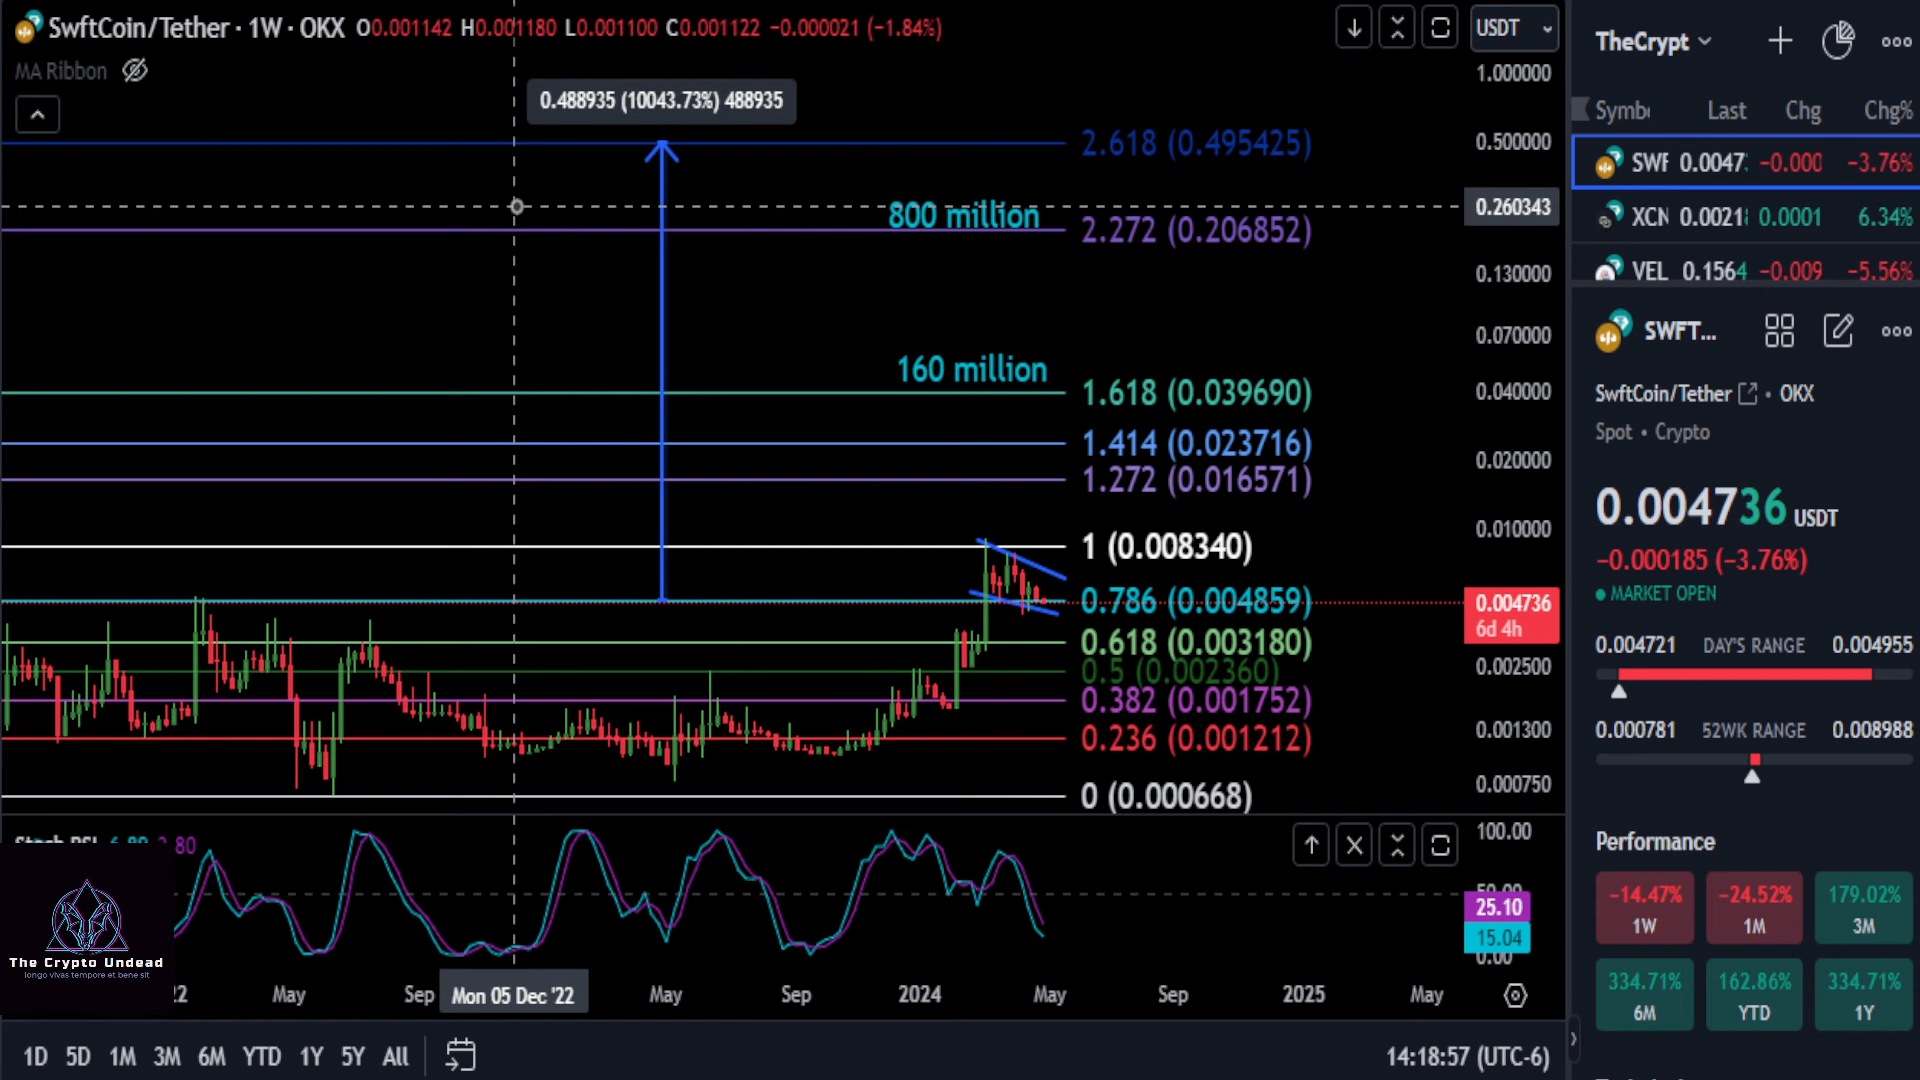 SwftCoin/Tether · 1W · OKX O0.001142 H0.001180 L0.001100 C0.001122 −0.000021 (−1.84%)
USDT
MA Ribbon
0.488935 (10043.73%) 488935
2.618 (0.495425)
800 million
2.272 (0.206852)
160 million
1.618 (0.039690)
1.414 (0.023716)
1.272 (0.016571)
1 (0.008340)
0.786 (0.004859)
0.618 (0.003180)
0.5 (0.002360)
0.382 (0.001752)
0.236 (0.001212)
0 (0.000668)
1.000000
0.500000
0.260343
0.130000
0.070000
0.040000
0.020000
0.010000
0.004736
6d 4h
0.002500
0.001300
0.000750
100.00
25.10
15.04
0.00
The Crypto Undead
longo vivas tempore et bene sit
May
Sep
Mon 05 Dec '22
May
Sep
2024
May
Sep
2025
May
1D 5D 1M 3M 6M YTD 1Y 5Y All
14:18:57 (UTC-6)
TheCrypt
Last Chg Chg%
SWF 0.0047 −0.000 −3.76%
XCN 0.0021 0.0001 6.34%
VEL 0.1564 −0.009 −5.56%
SWFT...
SwftCoin/Tether • OKX
Spot • Crypto
0.004736 USDT
−0.000185 (−3.76%)
MARKET OPEN
0.004721 DAY'S RANGE 0.004955
0.000781 52WK RANGE 0.008988
Performance
−14.47% −24.52% 179.02%
1W 1M 3M
334.71% 162.86% 334.71%
6M YTD 1Y